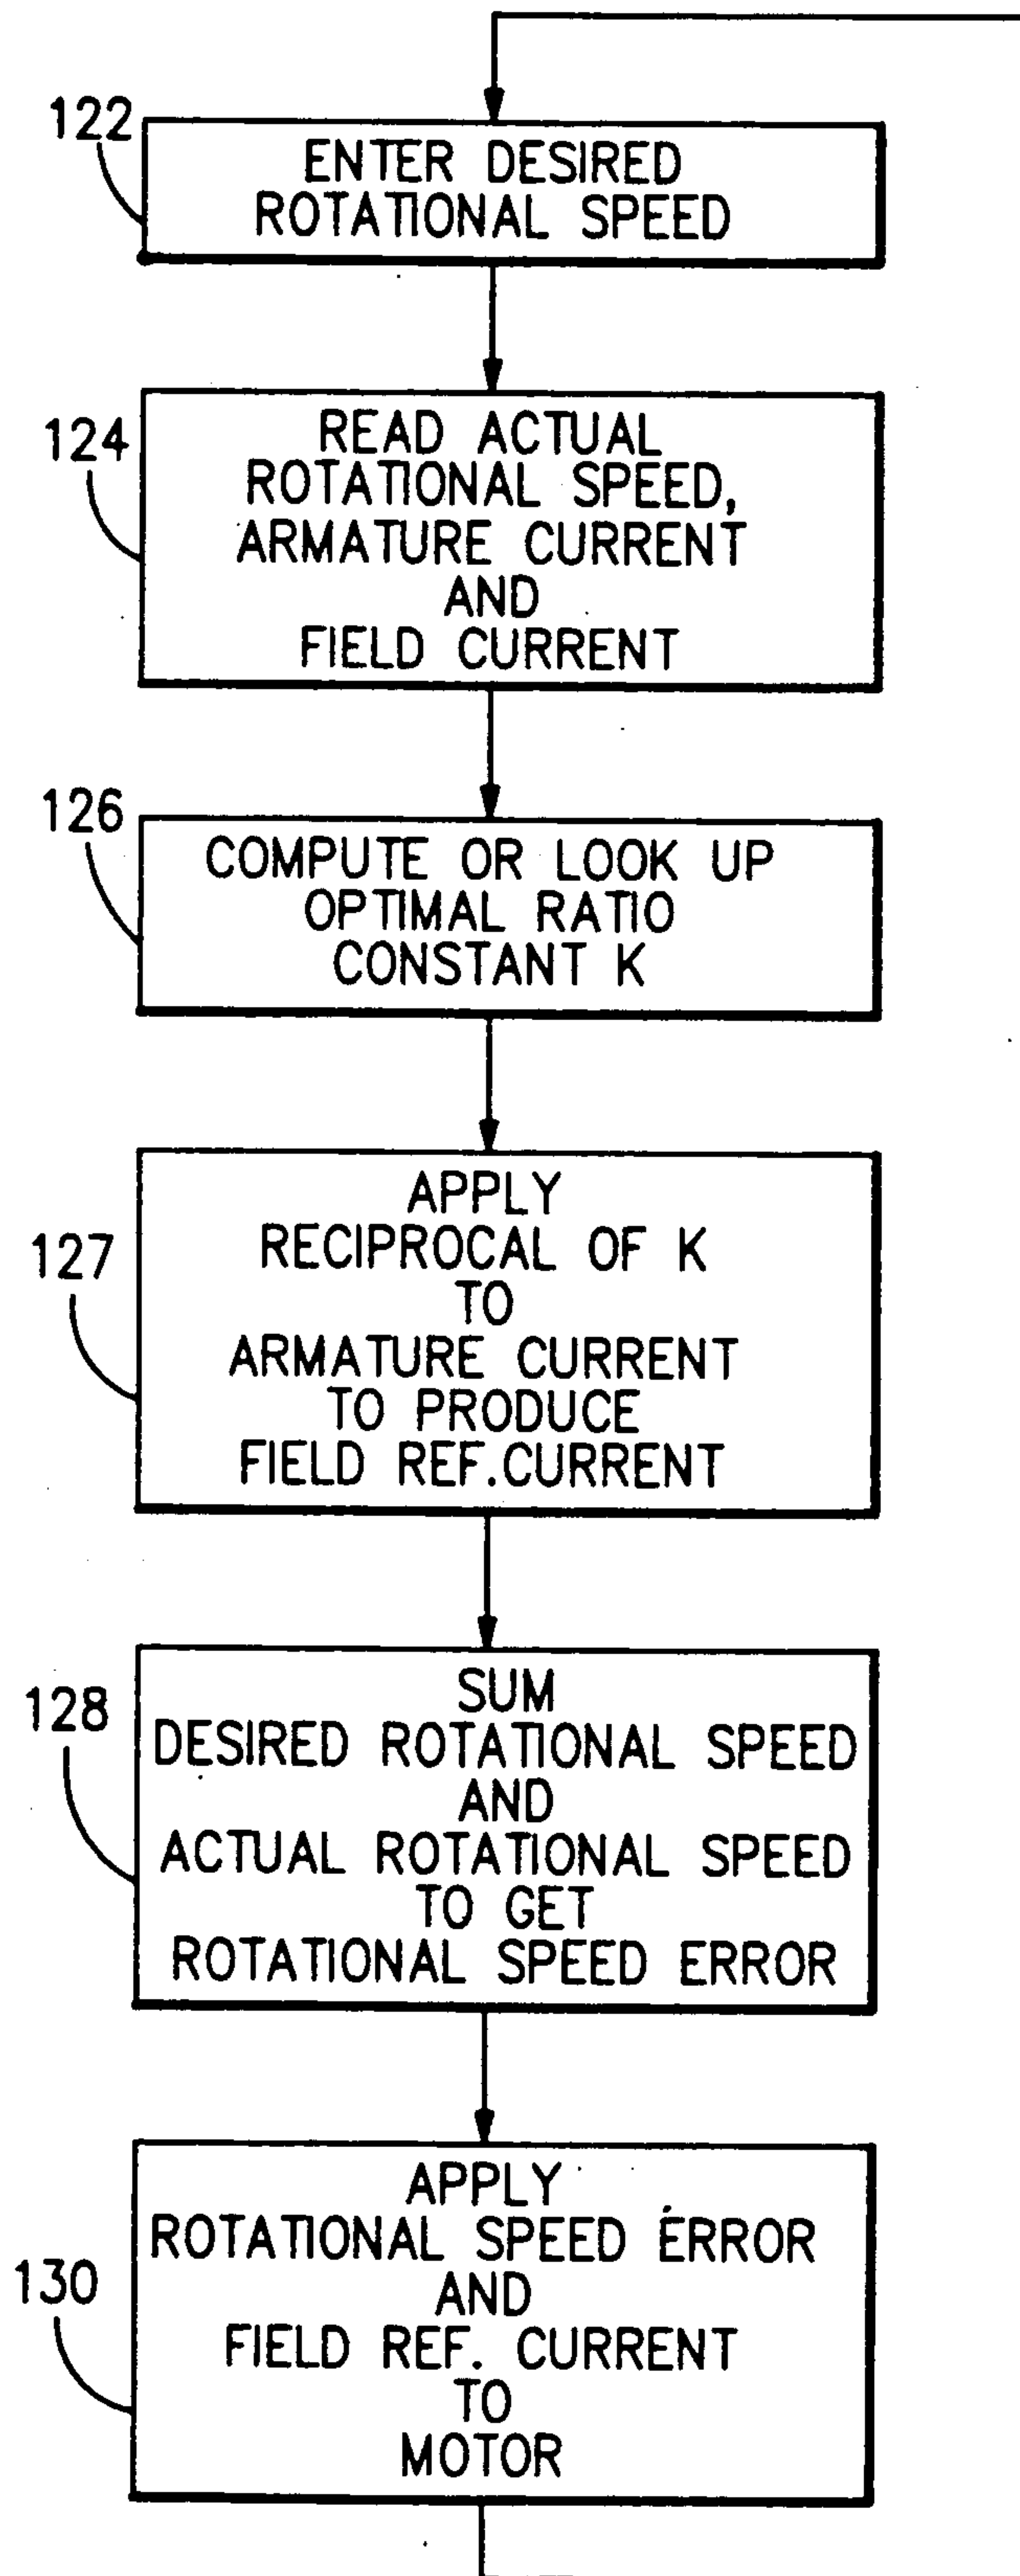 122
ENTER DESIRED
ROTATIONAL SPEED
124
READ ACTUAL
ROTATIONAL SPEED,
ARMATURE CURRENT
AND
FIELD CURRENT
126
COMPUTE OR LOOK UP
OPTIMAL RATIO
CONSTANT K
127
APPLY
RECIPROCAL OF K
TO
ARMATURE CURRENT
TO PRODUCE
FIELD REF.CURRENT
128
SUM
DESIRED ROTATIONAL SPEED
AND
ACTUAL ROTATIONAL SPEED
TO GET
ROTATIONAL SPEED ERROR
130
APPLY
ROTATIONAL SPEED ERROR
AND
FIELD REF. CURRENT
TO
MOTOR